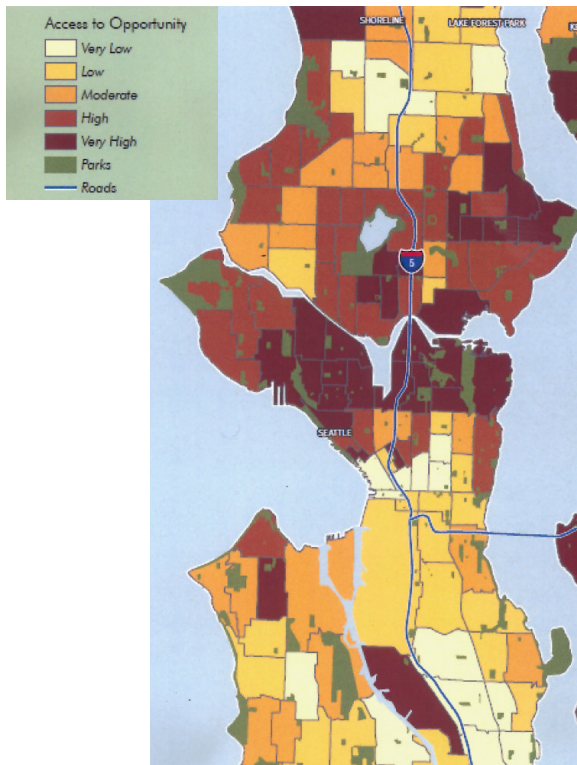 Access to Opportunity
Very Low
Low
Moderate
High
Very High
Parks
Roads
SHORELINE
LAKE FOREST PARK
5
SEATTLE